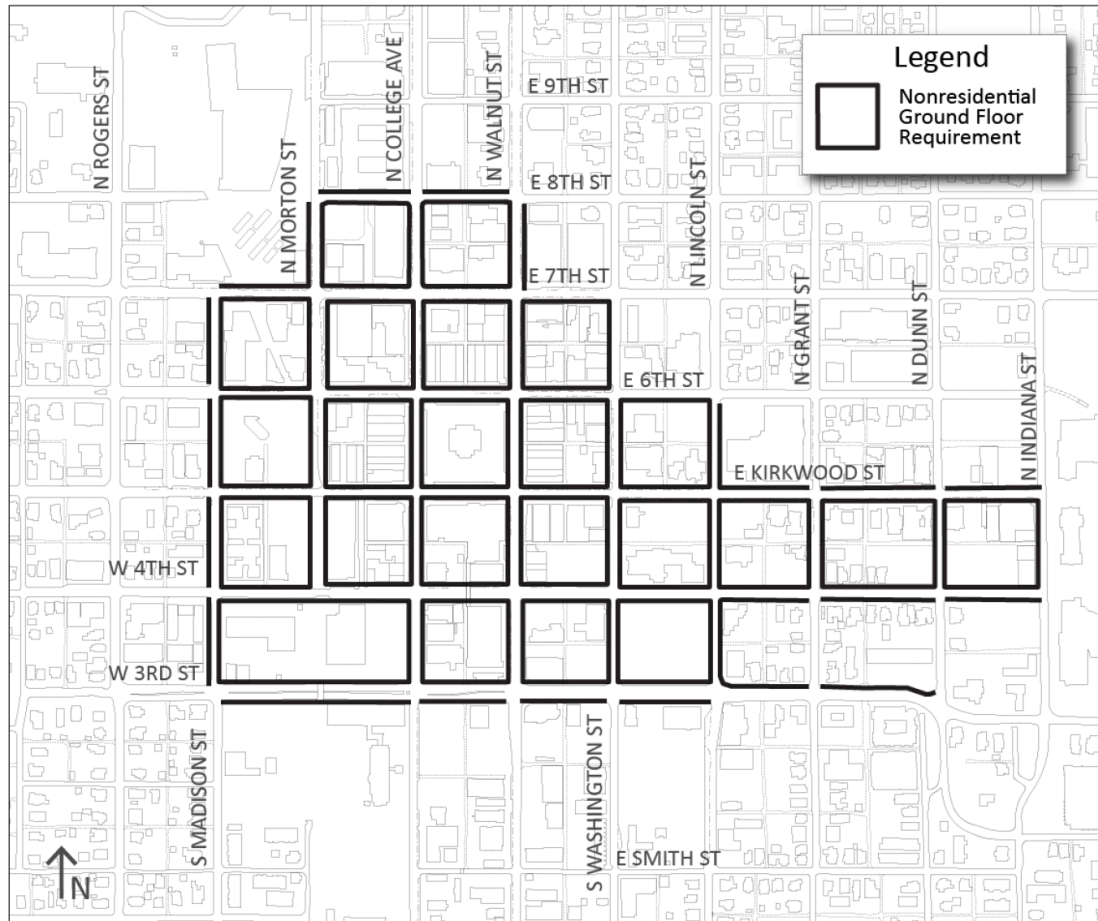 Legend
Nonresidential
Ground Floor
Requirement
N ROGERS ST
N MORTON ST
N COLLEGE AVE
N WALNUT ST
E 9TH ST
E 8TH ST
N LINCOLN ST
E 7TH ST
N GRANT ST
N DUNN ST
E 6TH ST
N INDIANA ST
E KIRKWOOD ST
W 4TH ST
W 3RD ST
S MADISON ST
S WASHINGTON ST
E SMITH ST
N